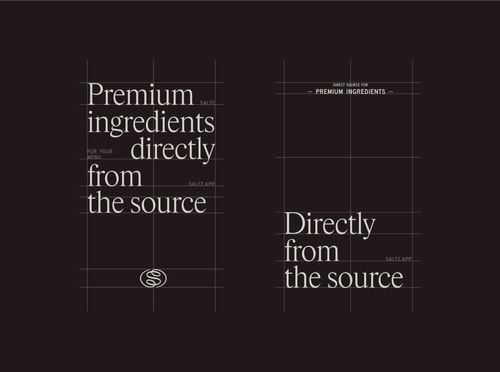 Premium
SALTZ
ingredients
FOR YOUR
MENU
directly
from
SALTZ APP
the source
DIRECT SOURCE FOR
— PREMIUM INGREDIENTS —
Directly
from
SALTZ APP
the source